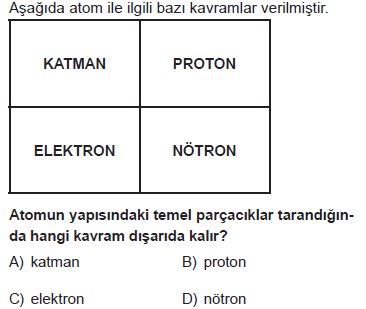 Aşağıda atom ile ilgili bazı kavramlar verilmiştir.
KATMAN PROTON
ELEKTRON NÖTRON
Atomun yapısındaki temel parçacıklar tarandığın-
da hangi kavram dışarıda kalır?
A) katman B) proton
C) elektron D) nötron